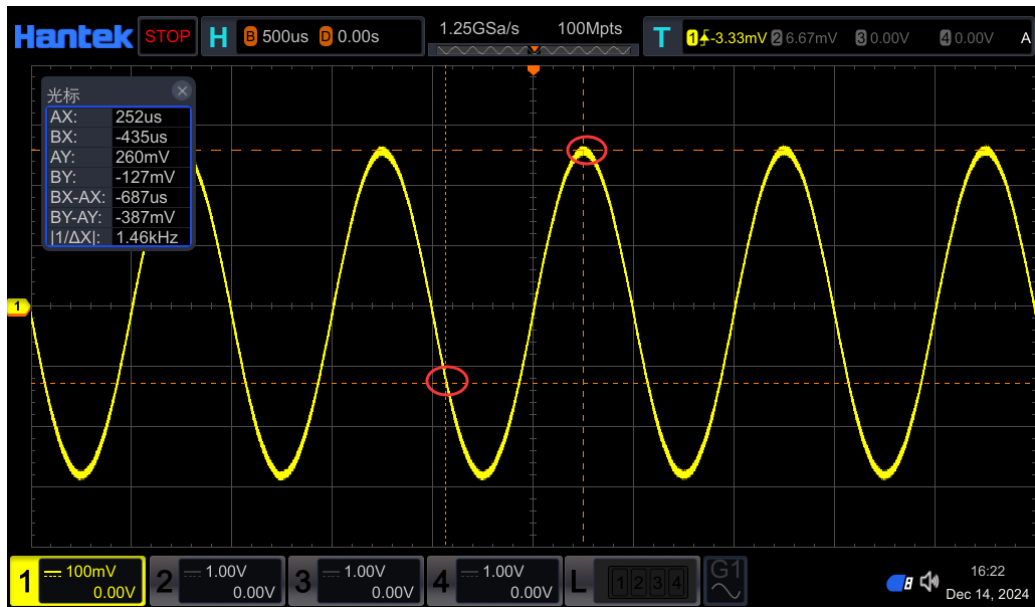 Hantek STOP H B 500us D 0.00s 1.25GSa/s 100Mpts T 1 -3.33mV 2 6.67mV 3 0.00V 4 0.00V A
光标
AX: 252us
BX: -435us
AY: 260mV
BY: -127mV
BX-AX: -687us
BY-AY: -387mV
|1/ΔX|: 1.46kHz
1
1 100mV 0.00V
2 1.00V 0.00V
3 1.00V 0.00V
4 1.00V 0.00V
L 1 2 3 4
G1
16:22
Dec 14, 2024